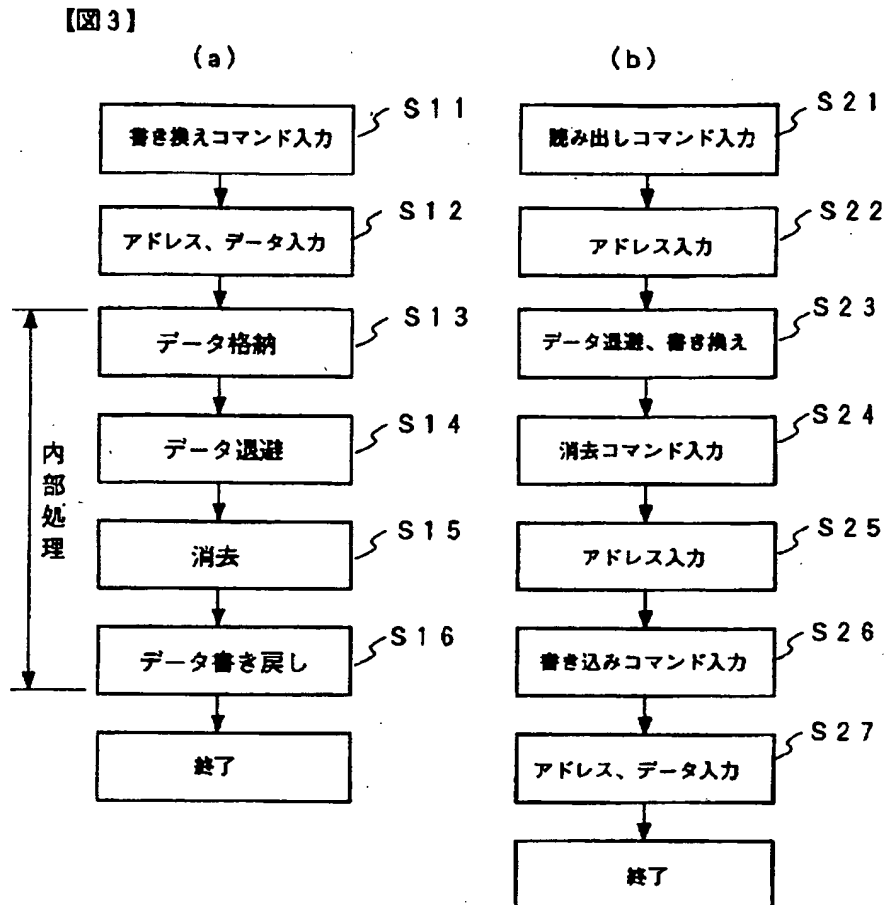 【図3】
(a)
書き換えコマンド入力 S11
アドレス、データ入力 S12
データ格納 S13
データ退避 S14
消去 S15
データ書き戻し S16
終了
内部処理
(b)
読み出しコマンド入力 S21
アドレス入力 S22
データ退避、書き換え S23
消去コマンド入力 S24
アドレス入力 S25
書き込みコマンド入力 S26
アドレス、データ入力 S27
終了